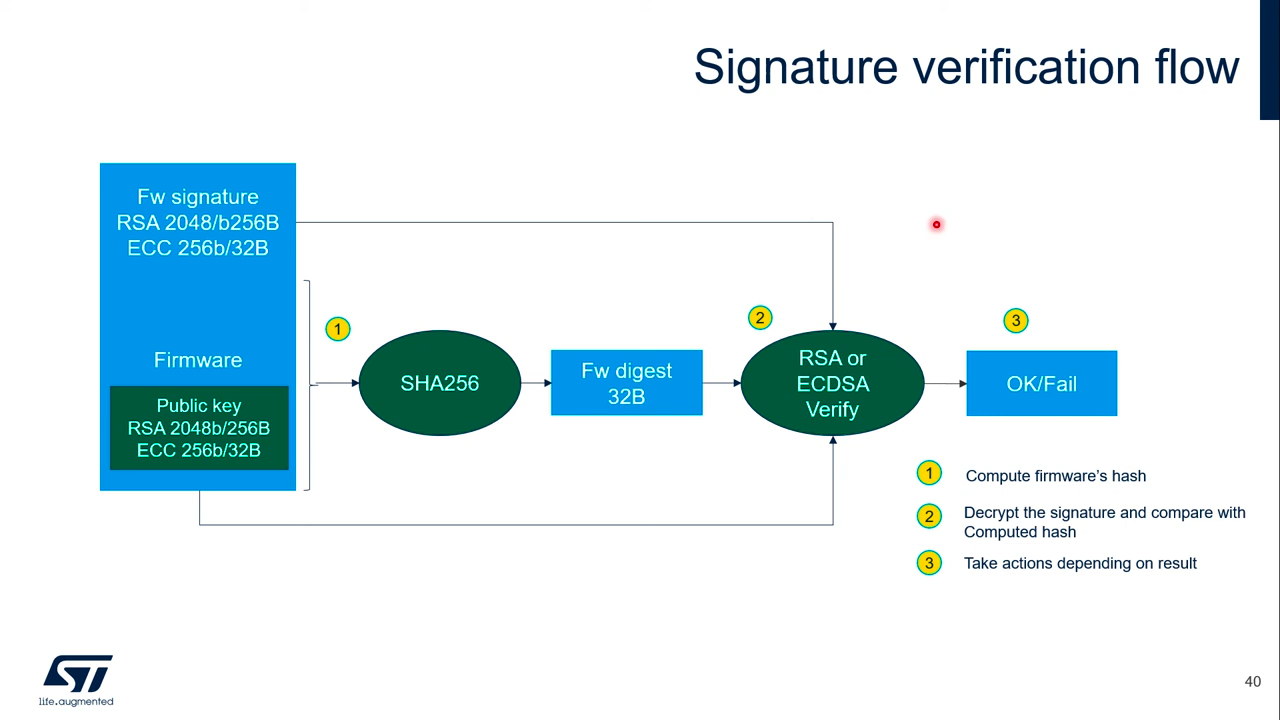 Signature verification flow
Fw signature
RSA 2048/b256B
ECC 256b/32B
Firmware
Public key
RSA 2048b/256B
ECC 256b/32B
1
SHA256
Fw digest
32B
2
RSA or
ECDSA
Verify
3
OK/Fail
1 Compute firmware's hash
2 Decrypt the signature and compare with
Computed hash
3 Take actions depending on result
ST
life.augmented
40